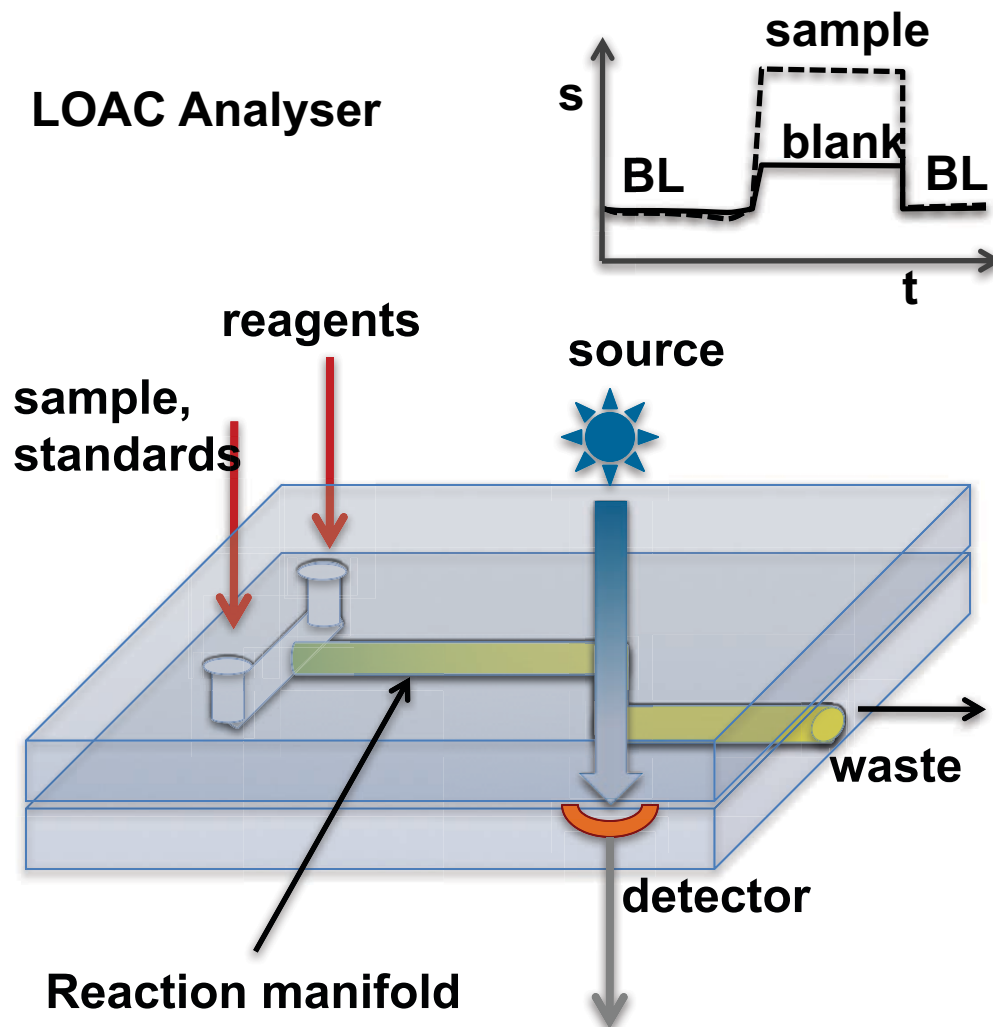 LOAC Analyser
sample
s
blank
BL
BL
t
reagents
source
sample,
standards
waste
detector
Reaction manifold